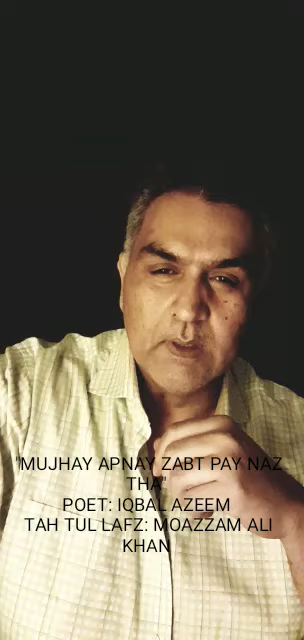 "MUJHAY APNAY ZABT PAY NAZ
THA"
POET: IQBAL AZEEM
TAH TUL LAFZ: MOAZZAM ALI
KHAN